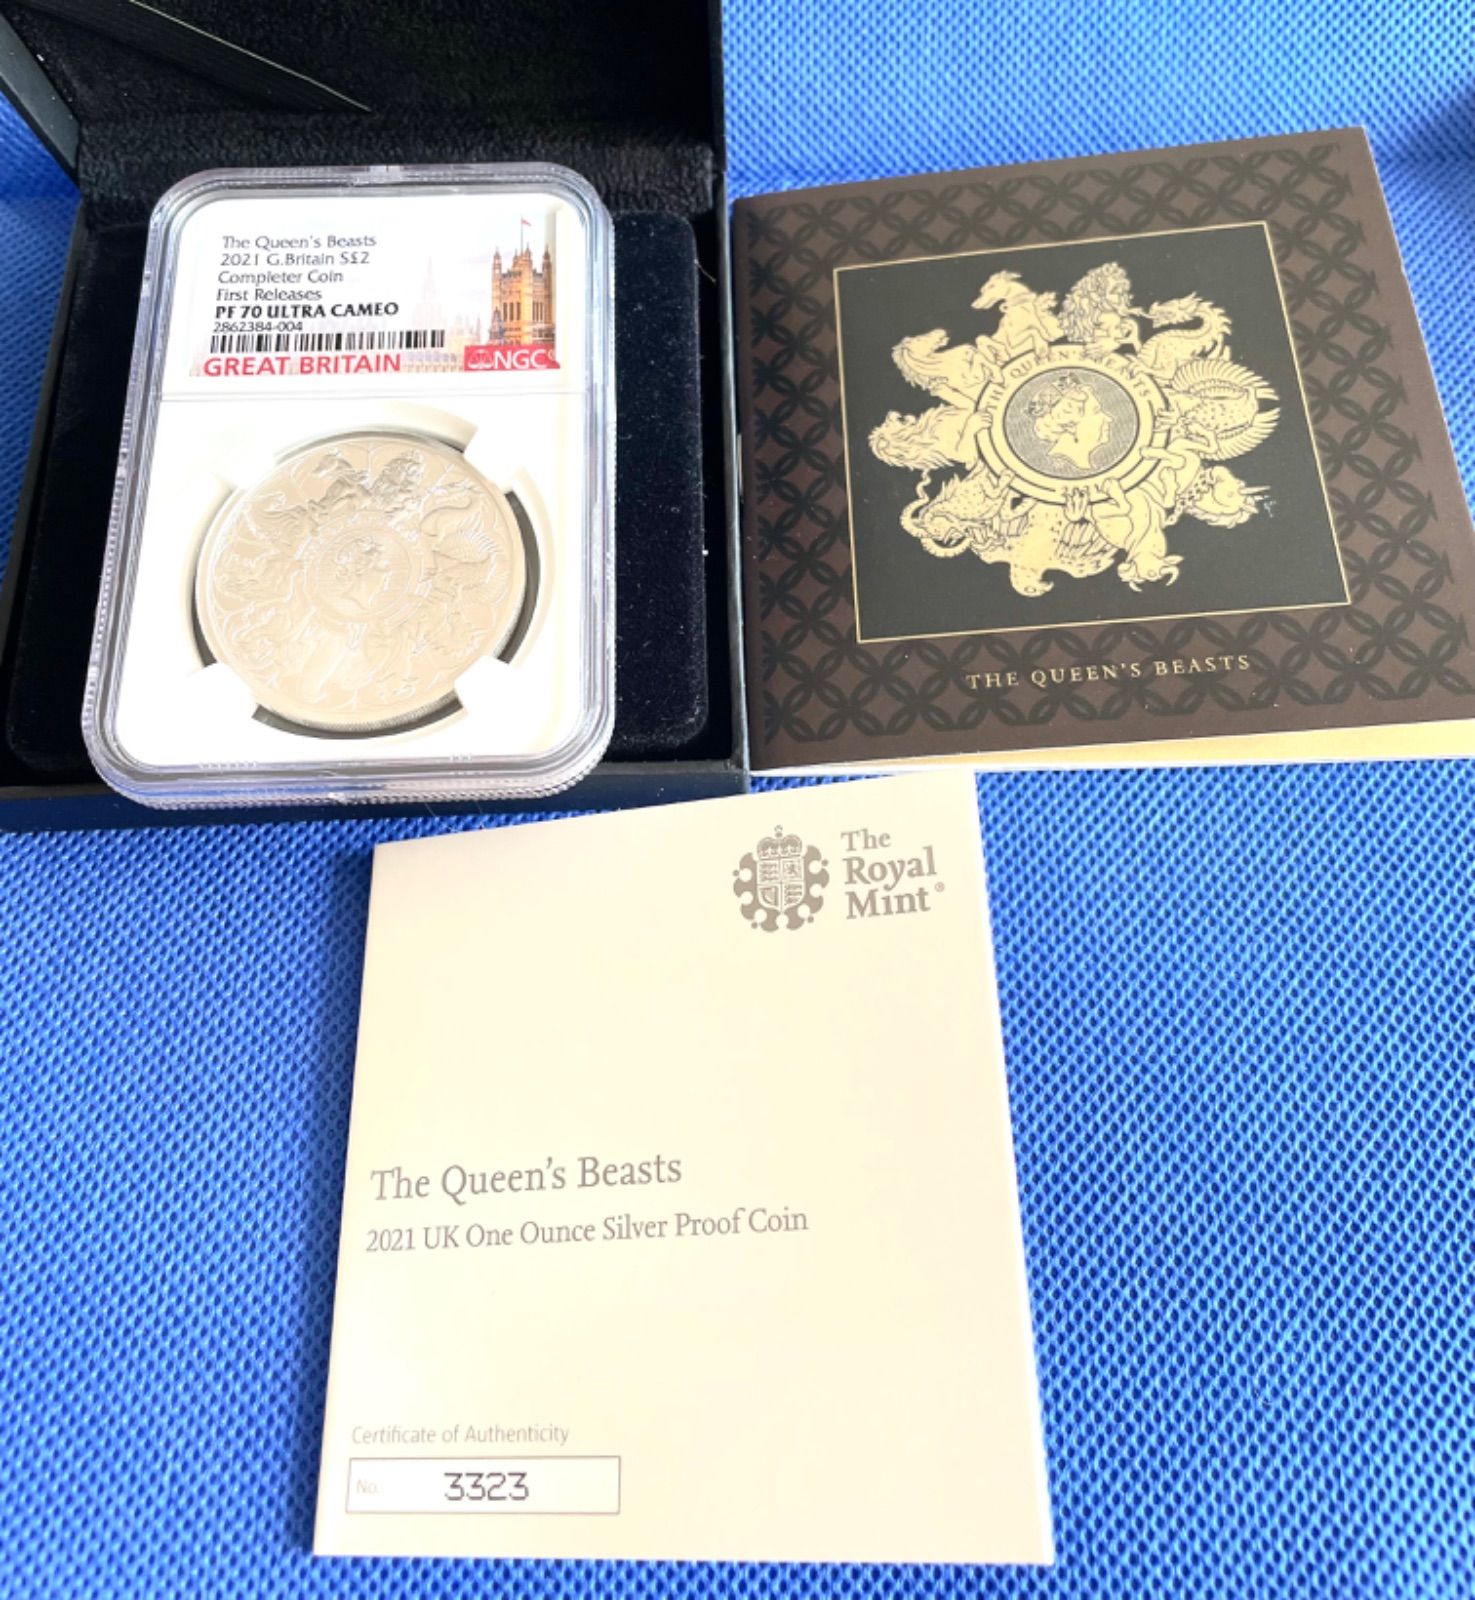 The Queen's Beasts
2021 G.Britain S£2
Completer Coin
First Releases
PF 70 ULTRA CAMEO
2862384-004
GREAT BRITAIN
NGC
THE QUEEN'S BEASTS
THE QUEEN'S BEASTS
The
Royal
Mint®
The Queen's Beasts
2021 UK One Ounce Silver Proof Coin
Certificate of Authenticity
No. 3323